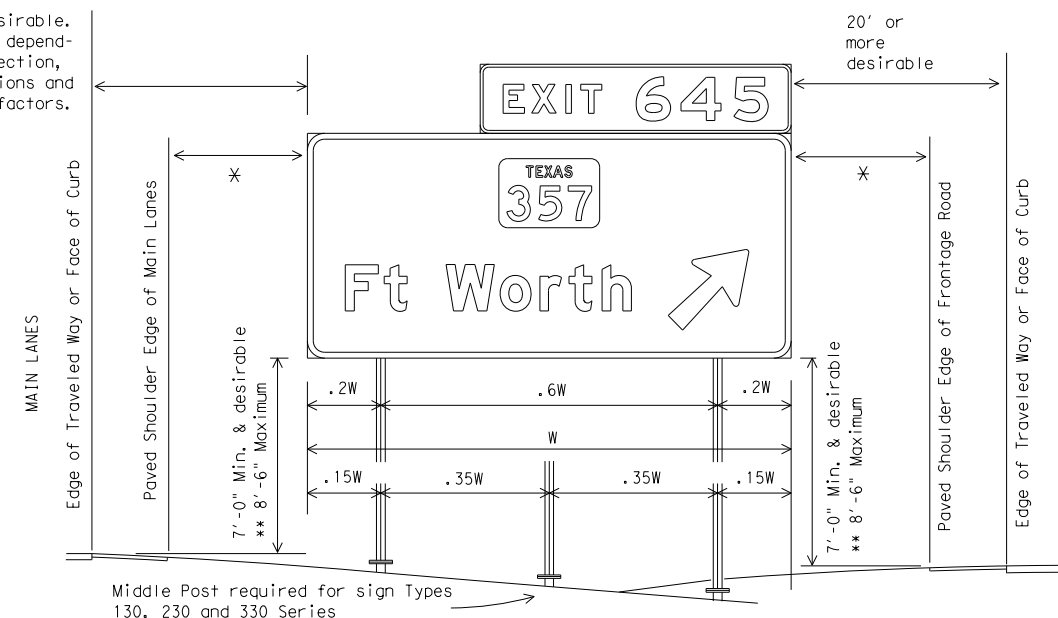 sirable.
depend-
ection,
ions and
factors.
20' or
more
desirable
EXIT 645
TEXAS
357
Ft Worth
*
*
MAIN LANES
Edge of Traveled Way or Face of Curb
Paved Shoulder Edge of Main Lanes
7'-0" Min. & desirable
** 8'-6" Maximum
.2W
.6W
.2W
W
.15W
.35W
.35W
.15W
7'-0" Min. & desirable
** 8'-6" Maximum
Paved Shoulder Edge of Frontage Road
Edge of Traveled Way or Face of Curb
Middle Post required for sign Types
130, 230 and 330 Series